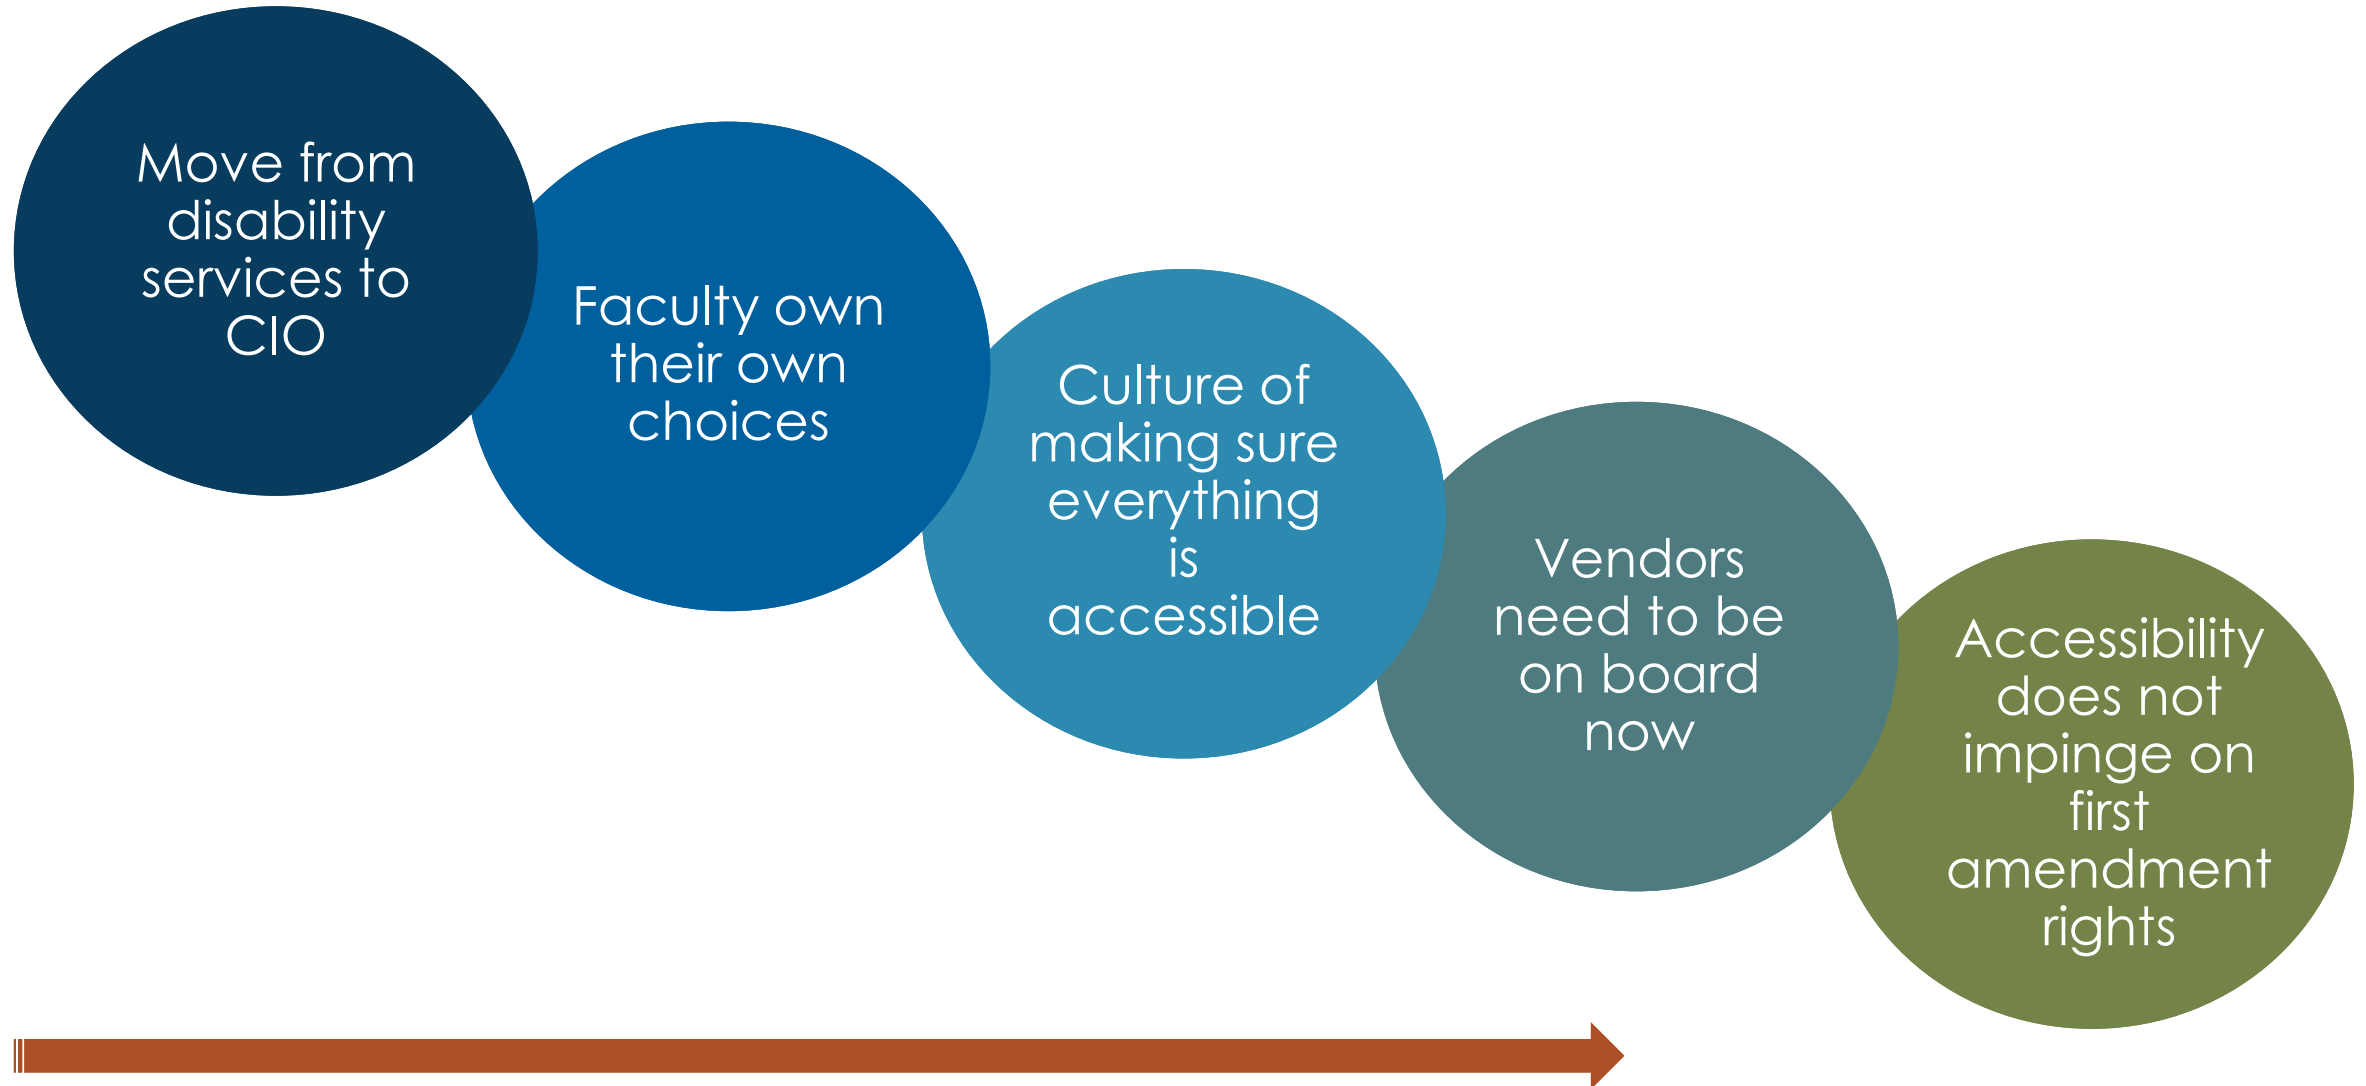 Move from
disability
services to
CIO
Faculty own
their own
choices
Culture of
making sure
everything
is
accessible
Vendors
need to be
on board
now
Accessibility
does not
impinge on
first
amendment
rights